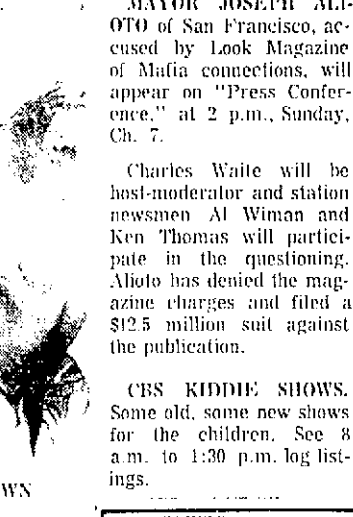 MAYOR JOSEPH ALI-
OTO of San Francisco, ac-
cused by Look Magazine
of Mafia connections, will
appear on "Press Confer-
ence," at 2 p.m., Sunday,
Ch. 7.
Charles Waite will be
host-moderator and station
newsmen Al Wiman and
Ken Thomas will partici-
pate in the questioning.
Alioto has denied the mag-
azine charges and filed a
$12.5 million suit against
the publication.
CBS KIDDIE SHOWS.
Some old, some new shows
for the children. See 8
a.m. to 1:30 p.m. log list-
ings.
WN